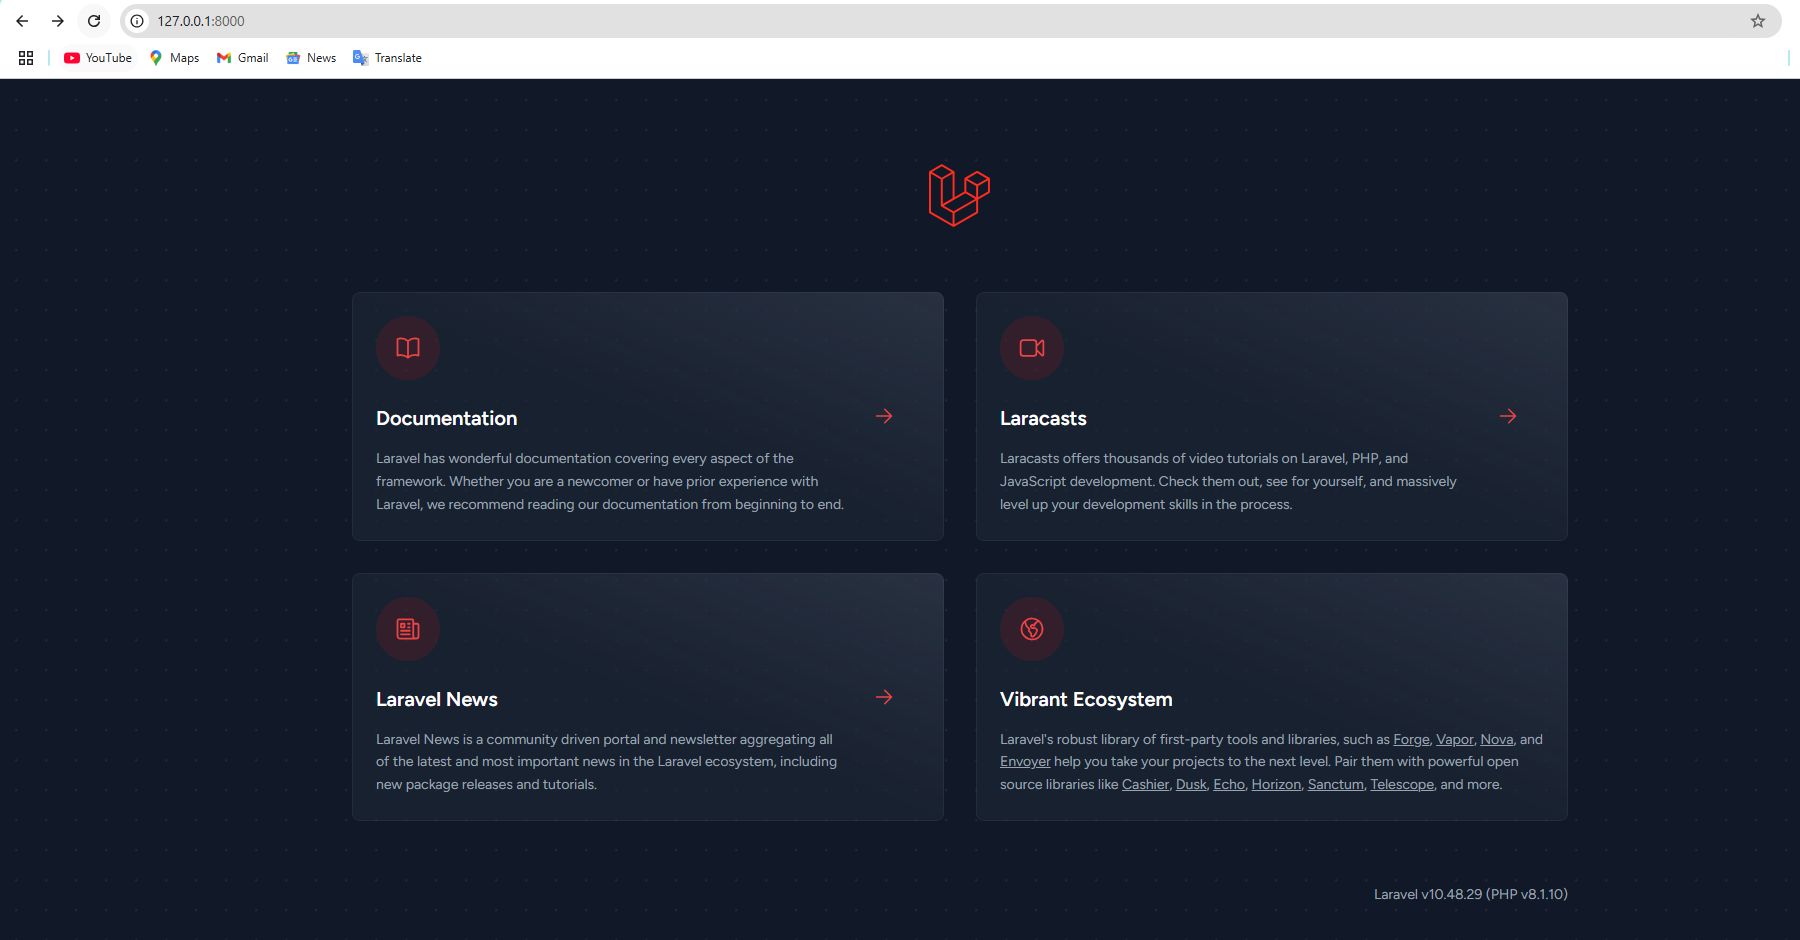 127.0.0.1:8000
YouTube Maps Gmail News Translate
Documentation
Laravel has wonderful documentation covering every aspect of the
framework. Whether you are a newcomer or have prior experience with
Laravel, we recommend reading our documentation from beginning to end.
Laracasts
Laracasts offers thousands of video tutorials on Laravel, PHP, and
JavaScript development. Check them out, see for yourself, and massively
level up your development skills in the process.
Laravel News
Laravel News is a community driven portal and newsletter aggregating all
of the latest and most important news in the Laravel ecosystem, including
new package releases and tutorials.
Vibrant Ecosystem
Laravel's robust library of first-party tools and libraries, such as Forge, Vapor, Nova, and
Envoyer help you take your projects to the next level. Pair them with powerful open
source libraries like Cashier, Dusk, Echo, Horizon, Sanctum, Telescope, and more.
Laravel v10.48.29 (PHP v8.1.10)